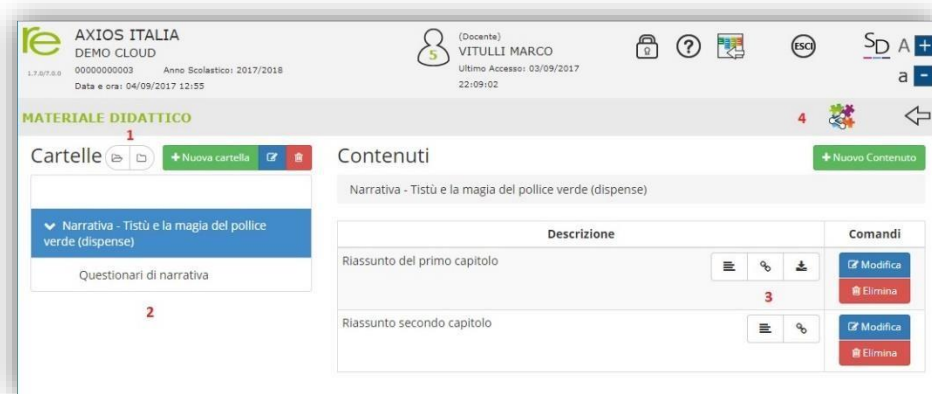 re
1.7.0/7.0.0
AXIOS ITALIA
DEMO CLOUD
00000000003 Anno Scolastico: 2017/2018
Data e ora: 04/09/2017 12:55
S
(Docente)
VITULLI MARCO
Ultimo Accesso: 03/09/2017
22:09:02
?
ESCI
SD A +
a -
MATERIALE DIDATTICO
4
1
Cartelle
+ Nuova cartella
Narrativa - Tistù e la magia del pollice
verde (dispense)
Questionari di narrativa
2
Contenuti
+ Nuovo Contenuto
Narrativa - Tistù e la magia del pollice verde (dispense)
Descrizione Comandi
Riassunto del primo capitolo
Modifica
Elimina
3
Riassunto secondo capitolo
Modifica
Elimina